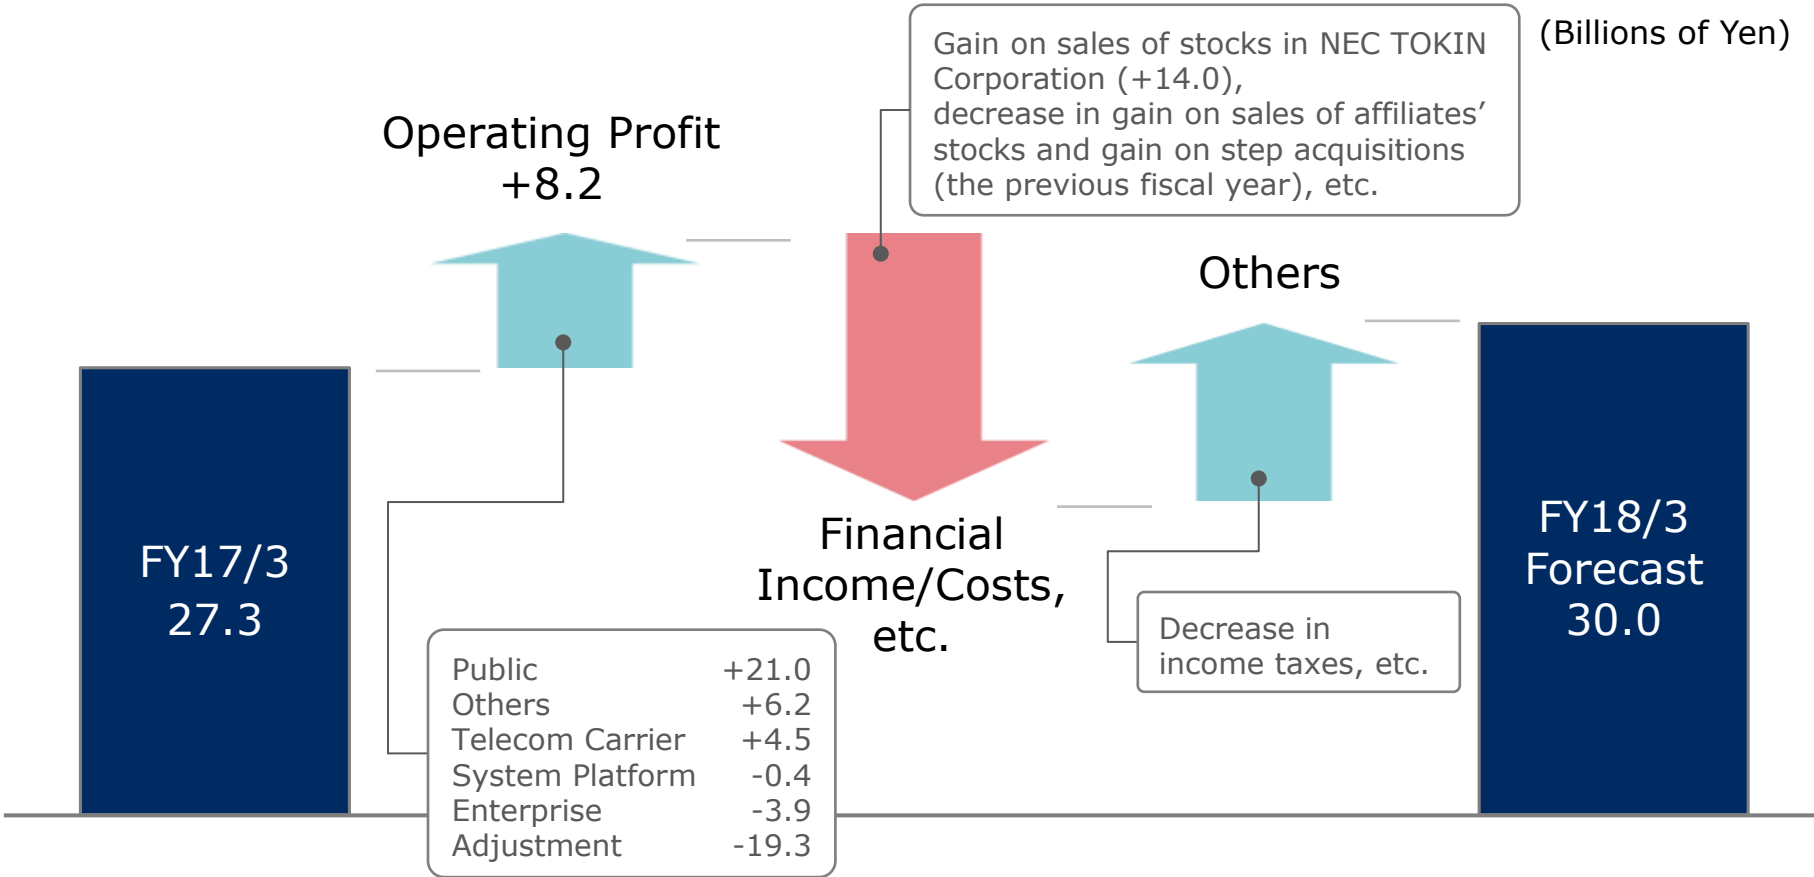 (Billions of Yen)
Gain on sales of stocks in NEC TOKIN
Corporation (+14.0),
decrease in gain on sales of affiliates’
stocks and gain on step acquisitions
(the previous fiscal year), etc.
Operating Profit
+8.2
Others
FY17/3
27.3
Financial
Income/Costs,
etc.
FY18/3
Forecast
30.0
Public +21.0
Others +6.2
Telecom Carrier +4.5
System Platform -0.4
Enterprise -3.9
Adjustment -19.3
Decrease in
income taxes, etc.